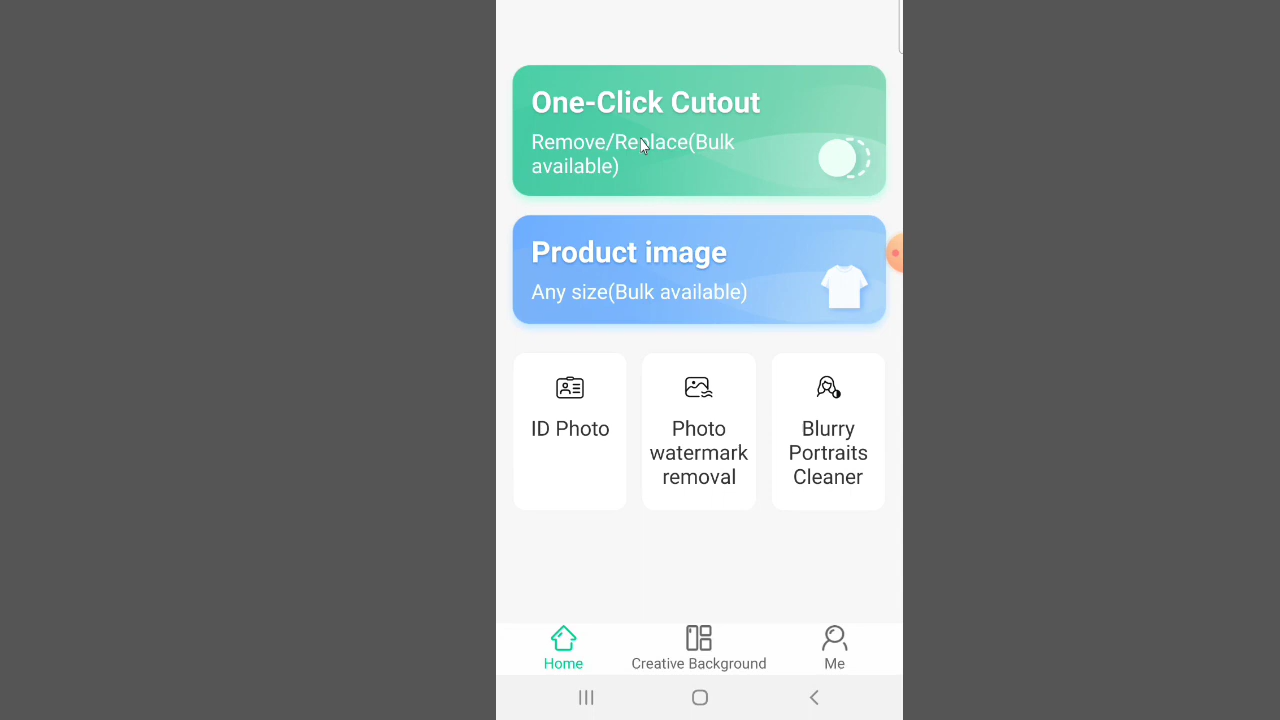 One-Click Cutout
Remove/Replace(Bulk
available)
Product image
Any size(Bulk available)
ID Photo
Photo
watermark
removal
Blurry
Portraits
Cleaner
Home
Creative Background
Me